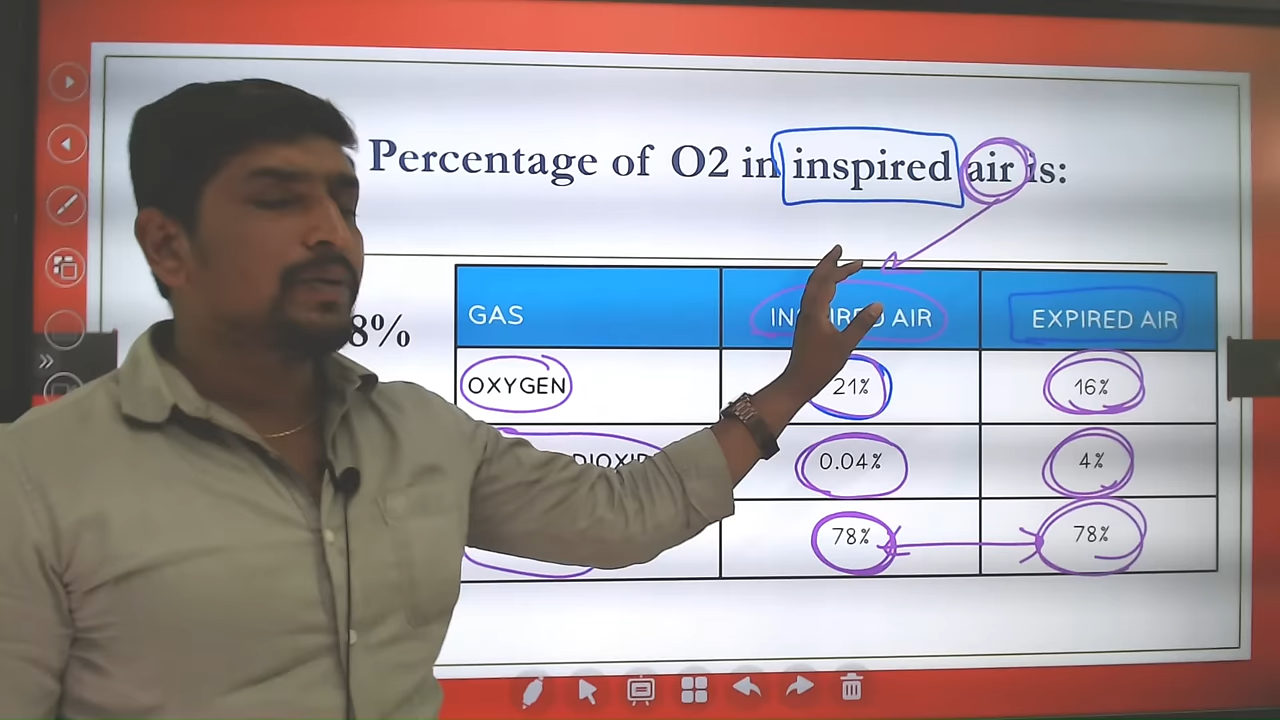 Percentage of O2 in inspired air is:
8%
GAS INSPIRED AIR EXPIRED AIR
OXYGEN 21% 16%
0.04% 4%
78% 78%